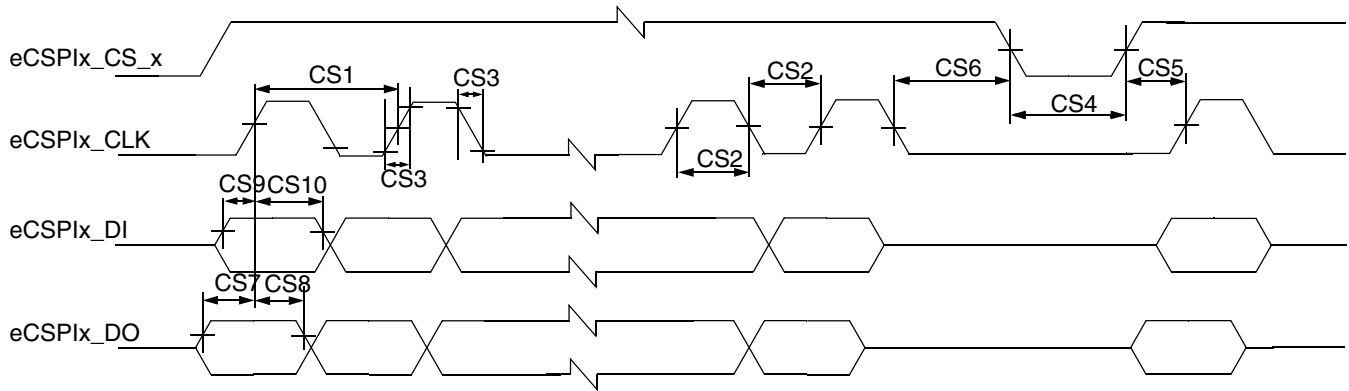 eCSPIx_CS_x
CS1
CS3
CS2
CS6
CS5
CS4
eCSPIx_CLK
CS3
CS2
CS9
CS10
eCSPIx_DI
CS7
CS8
eCSPIx_DO